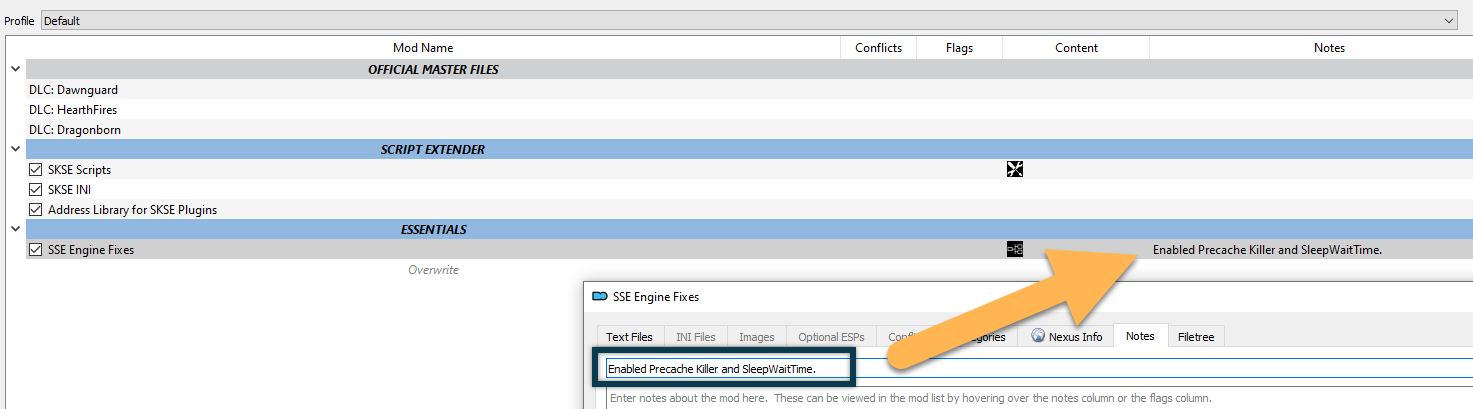 Profile Default
Mod Name Conflicts Flags Content Notes
OFFICIAL MASTER FILES
DLC: Dawnguard
DLC: HearthFires
DLC: Dragonborn
SCRIPT EXTENDER
SKSE Scripts
SKSE INI
Address Library for SKSE Plugins
ESSENTIALS
SSE Engine Fixes Enabled Precache Killer and SleepWaitTime.
Overwrite
SSE Engine Fixes
Text Files INI Files Images Optional ESPs Nexus Info Notes Filetree
Enabled Precache Killer and SleepWaitTime.
Enter notes about the mod here. These can be viewed in the mod list by hovering over the notes column or the flags column.